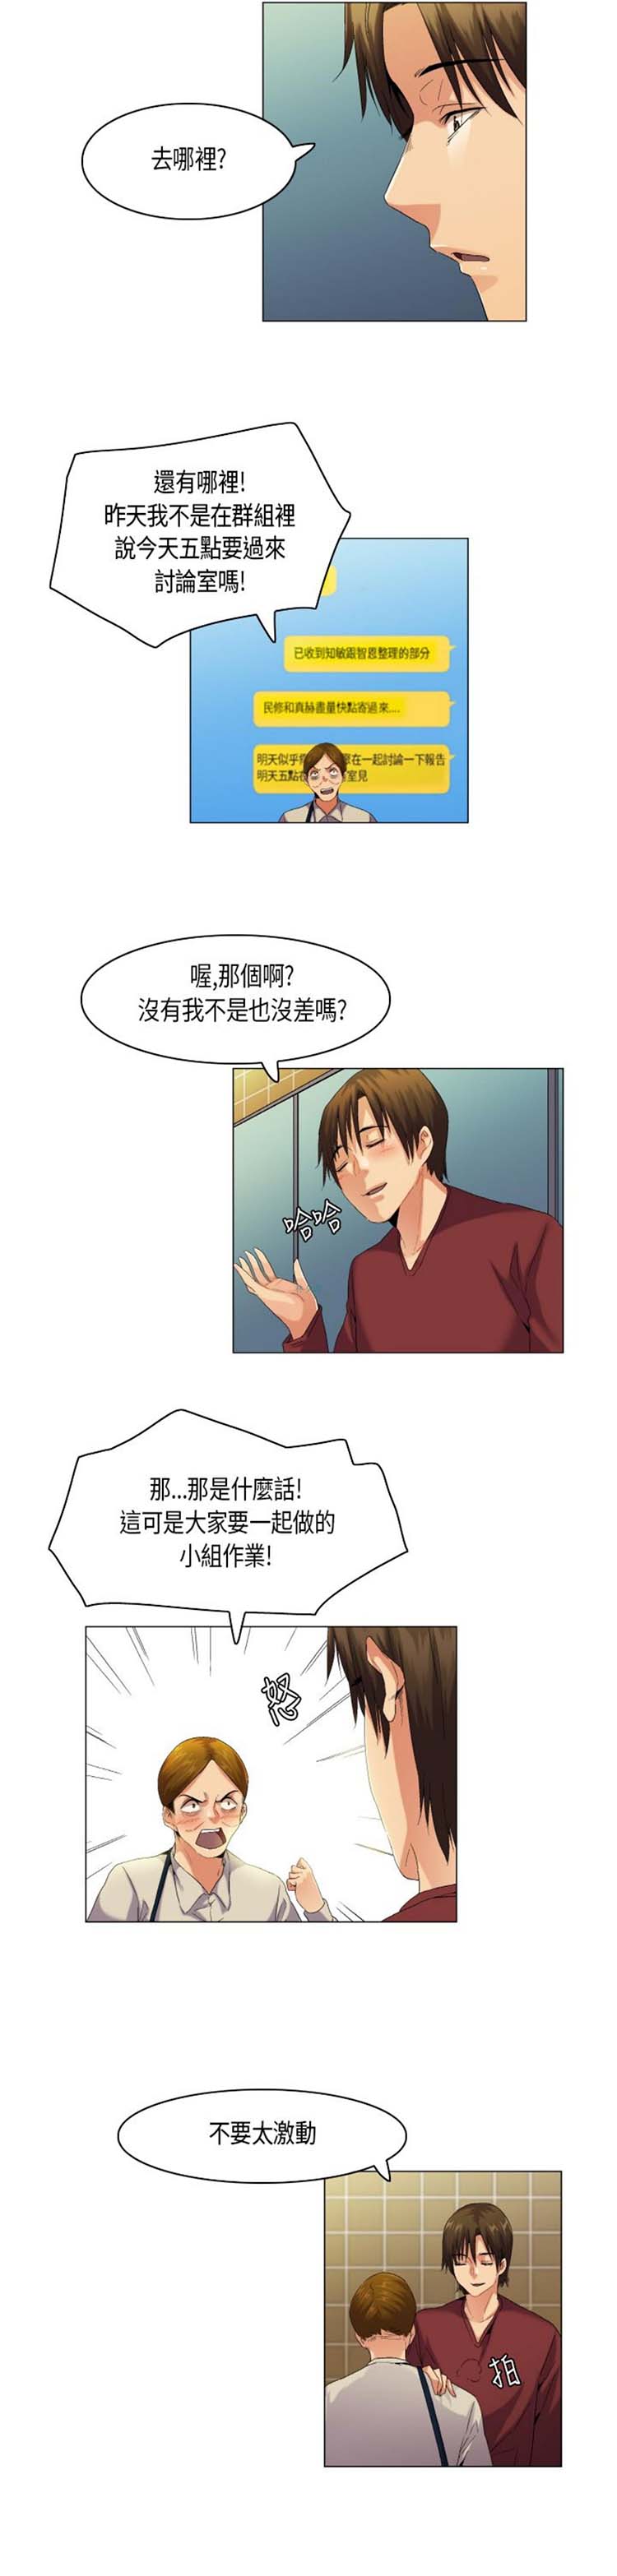 去哪裡?
還有哪裡!
昨天我不是在群組裡
說今天五點要過來
討論室嗎!
已收到知敏跟智恩整理的部分
民修和真赫盡量快點寄過來....
明天似乎
在一起討論一下報告
明天五點
室見
喔,那個啊?
沒有我不是也沒差嗎?
哈哈
那...那是什麼話!
這可是大家要一起做的
小組作業!
怒
不要太激動
拍